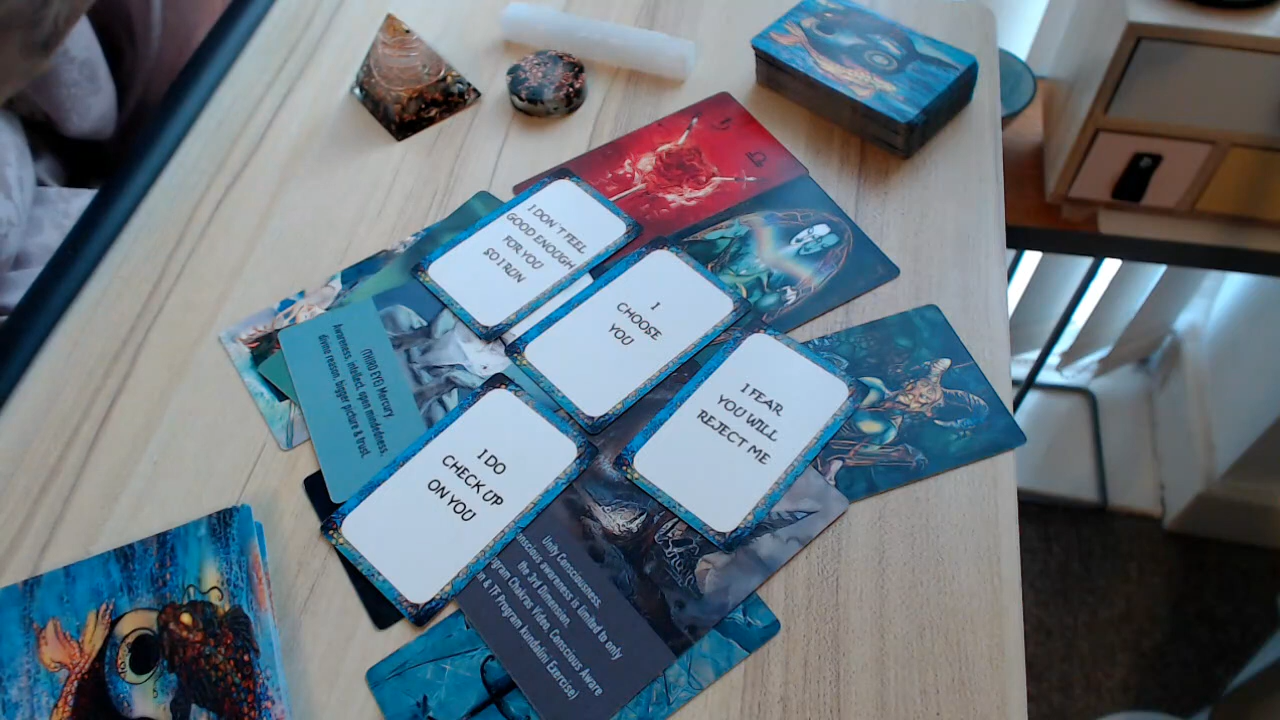 I DON'T FEEL
GOOD ENOUGH
FOR YOU
SO I RUN
I
CHOOSE
YOU
I FEAR
YOU WILL
REJECT ME
I DO
CHECK UP
ON YOU
(THIRD EYE) Mercury
Awareness, intellect, open mindedness,
divine reason, bigger picture & trust.
Unity Consciousness.
conscious awareness is limited to only
the 3rd Dimension.
Program Chakras Video, Conscious Aware
& TF Program Kundalini Exercise)